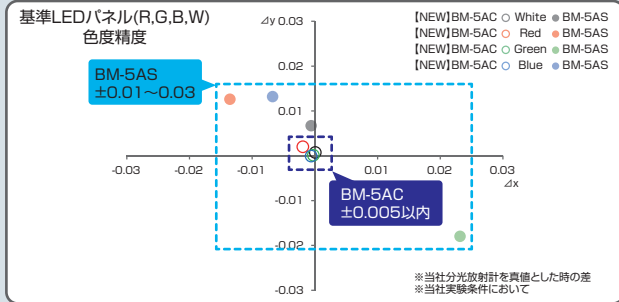 基準LEDパネル(R,G,B,W)
色度精度
⊿y
【NEW】BM-5AC White BM-5AS
【NEW】BM-5AC Red BM-5AS
【NEW】BM-5AC Green BM-5AS
【NEW】BM-5AC Blue BM-5AS
0.03
0.02
0.01
-0.01
-0.02
-0.03
-0.03 -0.02 -0.01 0.01 0.02 0.03
⊿x
BM-5AS
±0.01～0.03
BM-5AC
±0.005以内
※当社分光放射計を真値とした時の差
※当社実験条件において